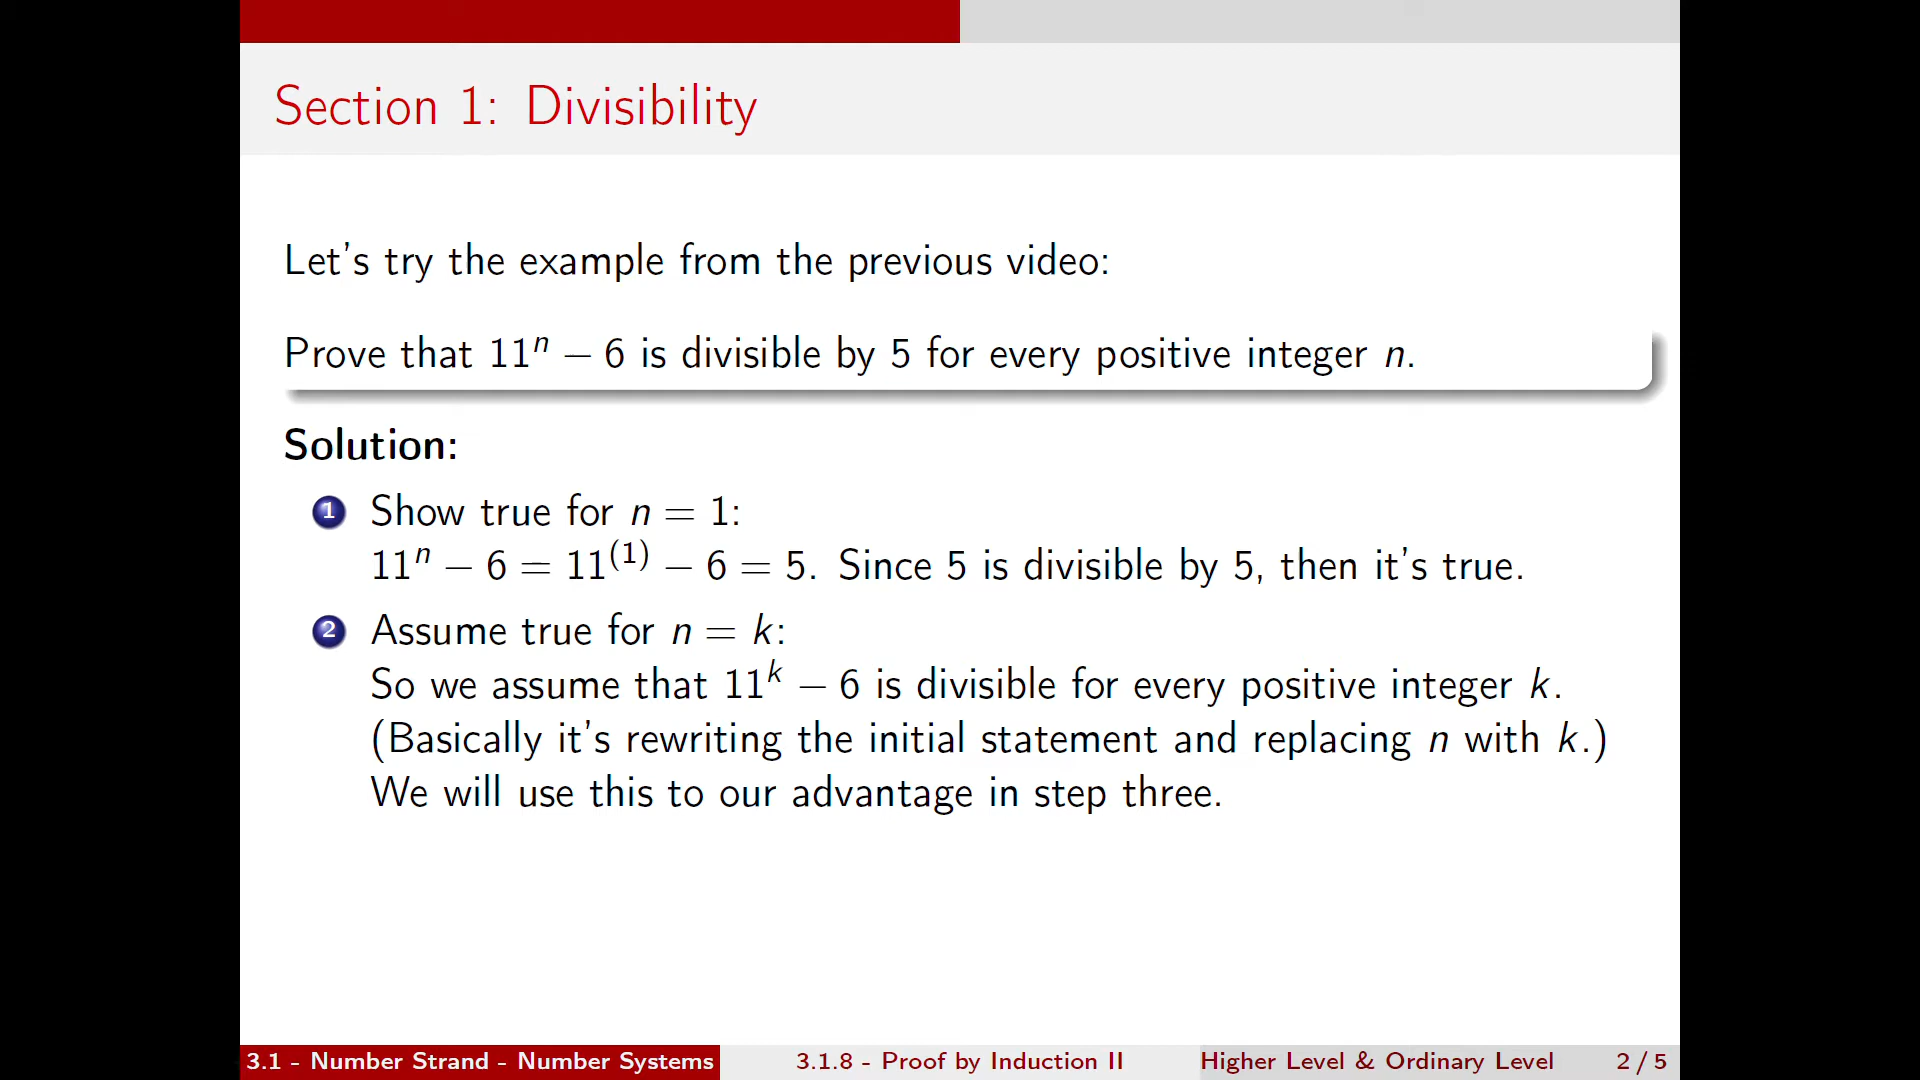 Section 1: Divisibility
Let's try the example from the previous video:
Prove that 11ⁿ − 6 is divisible by 5 for every positive integer n.
Solution:
1 Show true for n = 1:
11ⁿ − 6 = 11⁽¹⁾ − 6 = 5. Since 5 is divisible by 5, then it's true.
2 Assume true for n = k:
So we assume that 11ᵏ − 6 is divisible for every positive integer k.
(Basically it's rewriting the initial statement and replacing n with k.)
We will use this to our advantage in step three.
3.1 - Number Strand - Number Systems 3.1.8 - Proof by Induction II Higher Level & Ordinary Level 2 / 5